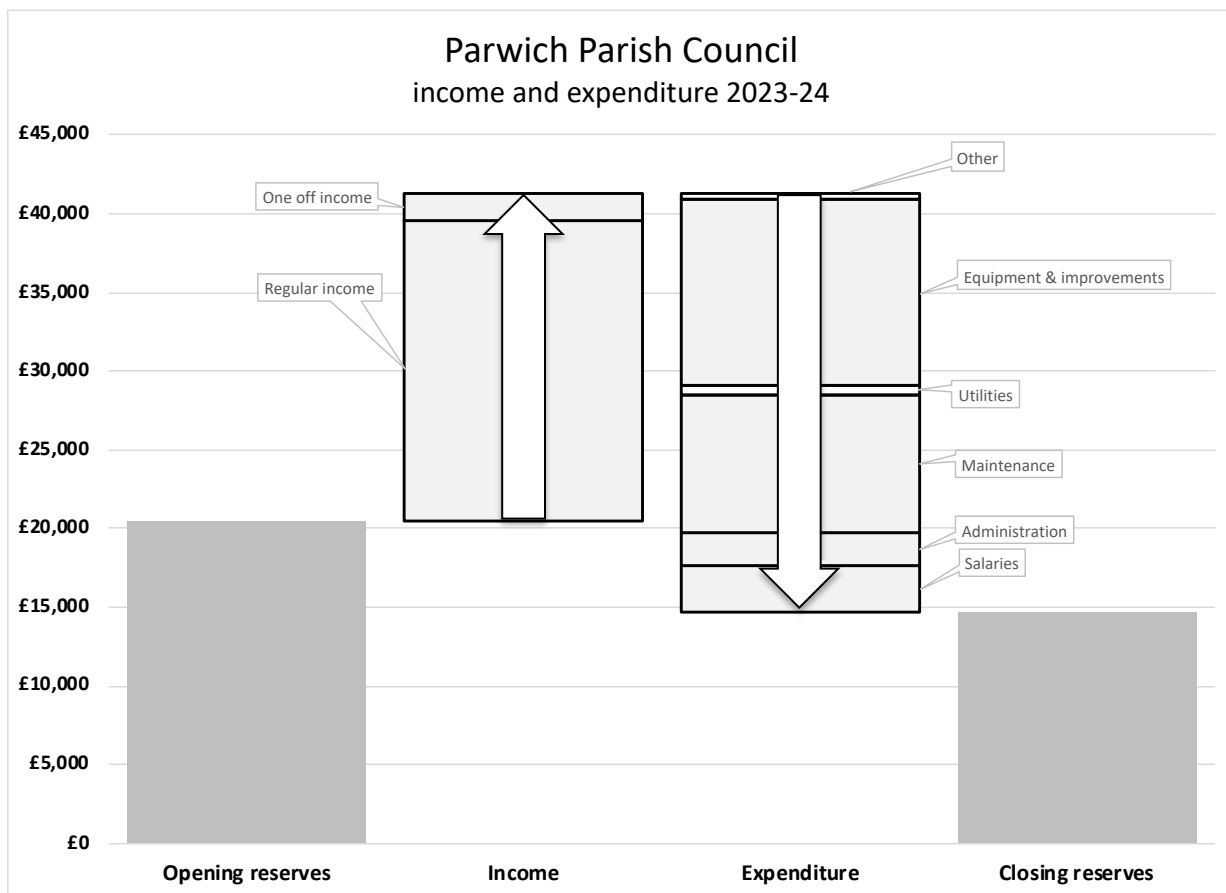 Parwich Parish Council
income and expenditure 2023-24
£45,000
£40,000
£35,000
£30,000
£25,000
£20,000
£15,000
£10,000
£5,000
£0
One off income
Regular income
Other
Equipment & improvements
Utilities
Maintenance
Administration
Salaries
Opening reserves
Income
Expenditure
Closing reserves